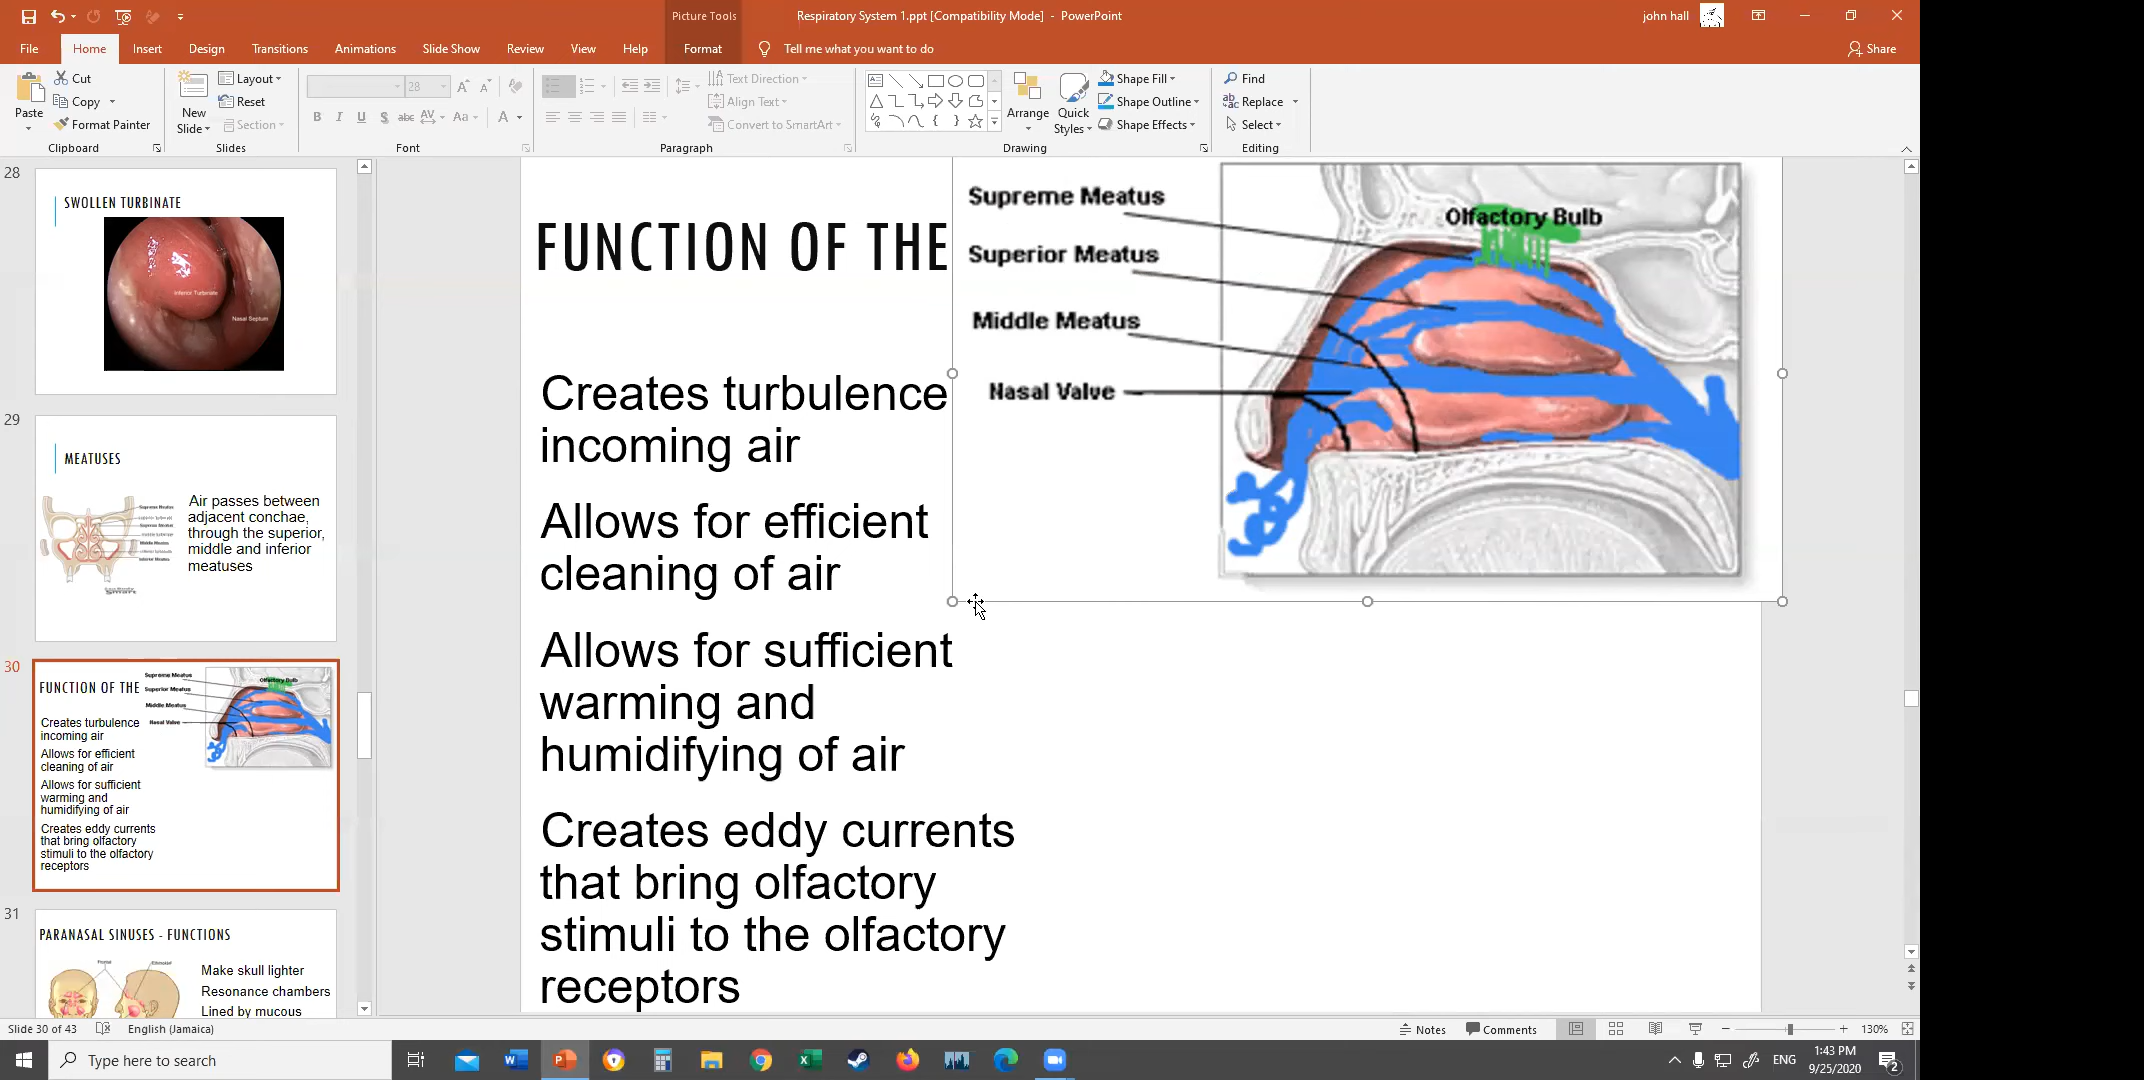 Picture Tools
Respiratory System 1.ppt [Compatibility Mode] - PowerPoint
john hall
File Home Insert Design Transitions Animations Slide Show Review View Help Format Tell me what you want to do
Share
Paste
Cut
Copy
Format Painter
Clipboard
New
Slide
Layout
Reset
Section
Slides
28
B I U S abc AV Aa A
Font
Text Direction
Align Text
Convert to SmartArt
Paragraph
Arrange
Quick
Styles
Shape Fill
Shape Outline
Shape Effects
Drawing
Find
Replace
Select
Editing
28
SWOLLEN TURBINATE
Inferior Turbinate
Nasal Septum
29
MEATUSES
Air passes between
adjacent conchae,
through the superior,
middle and inferior
meatuses
30
FUNCTION OF THE
Supreme Meatus
Superior Meatus
Middle Meatus
Nasal Valve
Olfactory Bulb
Creates turbulence
incoming air
Allows for efficient
cleaning of air
Allows for sufficient
warming and
humidifying of air
Creates eddy currents
that bring olfactory
stimuli to the olfactory
receptors
31
PARANASAL SINUSES - FUNCTIONS
Make skull lighter
Resonance chambers
Lined by mucous
FUNCTION OF THE
Supreme Meatus
Superior Meatus
Middle Meatus
Nasal Valve
Olfactory Bulb
Creates turbulence
incoming air
Allows for efficient
cleaning of air
Allows for sufficient
warming and
humidifying of air
Creates eddy currents
that bring olfactory
stimuli to the olfactory
receptors
Slide 30 of 43
English (Jamaica)
Notes
Comments
130%
Type here to search
ENG
1:43 PM
9/25/2020
2